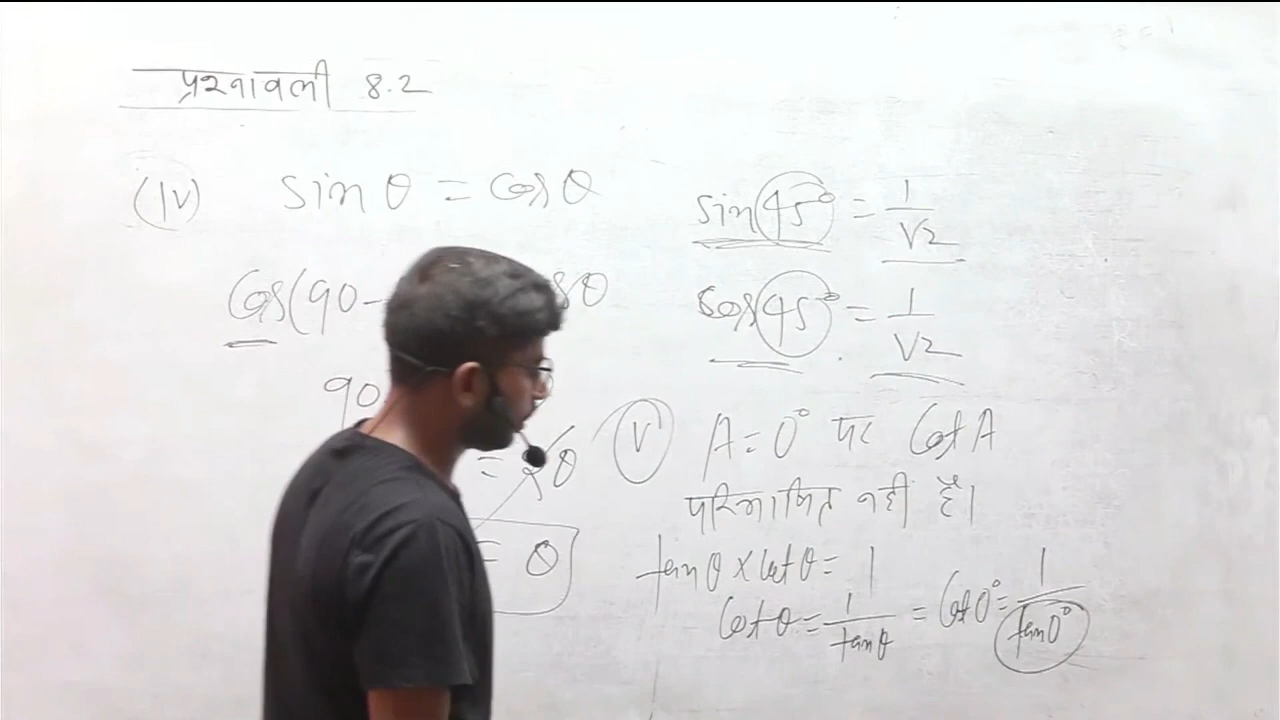 प्रश्नावली 8.2
(IV) sin θ = cos θ
Cos(90- θ
90
= 2θ
= θ
sin 45° = 1/√2
cos 45° = 1/√2
(V) A = 0° पर Cot A
परिभाषित नही है।
tan θ × cot θ = 1
Cot θ = 1/tan θ = Cot 0° = 1/tan 0°